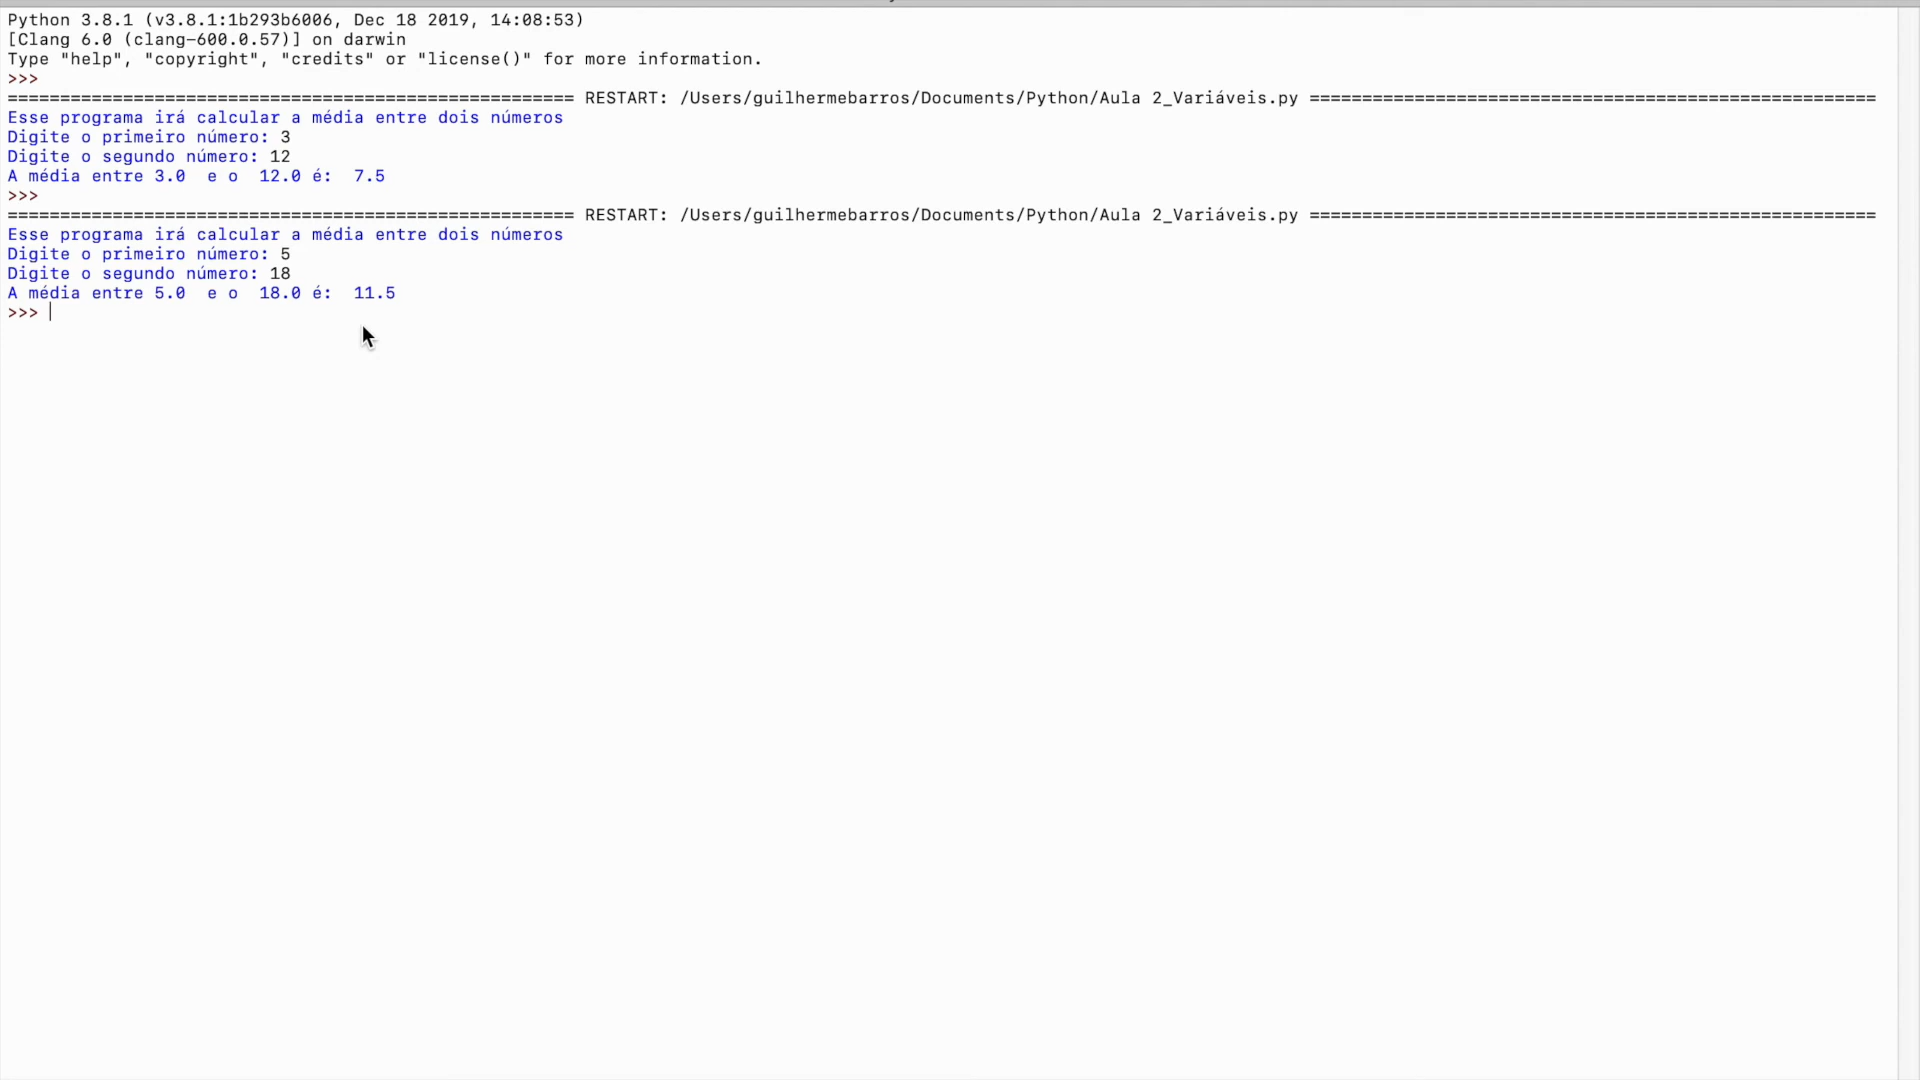 Python 3.8.1 (v3.8.1:1b293b6006, Dec 18 2019, 14:08:53)
[Clang 6.0 (clang-600.0.57)] on darwin
Type "help", "copyright", "credits" or "license()" for more information.
>>>
====================================================== RESTART: /Users/guilhermebarros/Documents/Python/Aula 2_Variáveis.py ======================================================
Esse programa irá calcular a média entre dois números
Digite o primeiro número: 3
Digite o segundo número: 12
A média entre 3.0  e o  12.0 é:  7.5
>>>
====================================================== RESTART: /Users/guilhermebarros/Documents/Python/Aula 2_Variáveis.py ======================================================
Esse programa irá calcular a média entre dois números
Digite o primeiro número: 5
Digite o segundo número: 18
A média entre 5.0  e o  18.0 é:  11.5
>>>